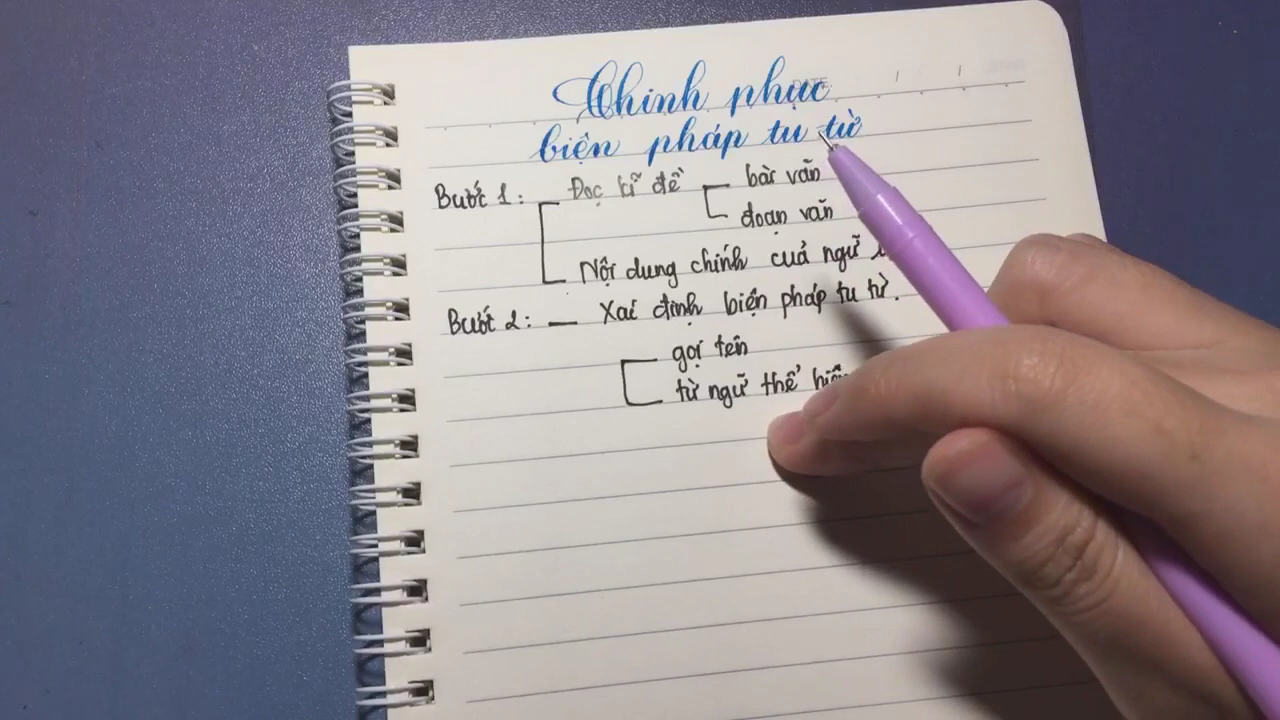 Chinh phục
biện pháp tu từ
Bước 1: Đọc kĩ đề bài văn
đoạn văn
Nội dung chính của ngữ
Bước 2: — Xác định biện pháp tu từ.
gọi tên
từ ngữ thể hiện